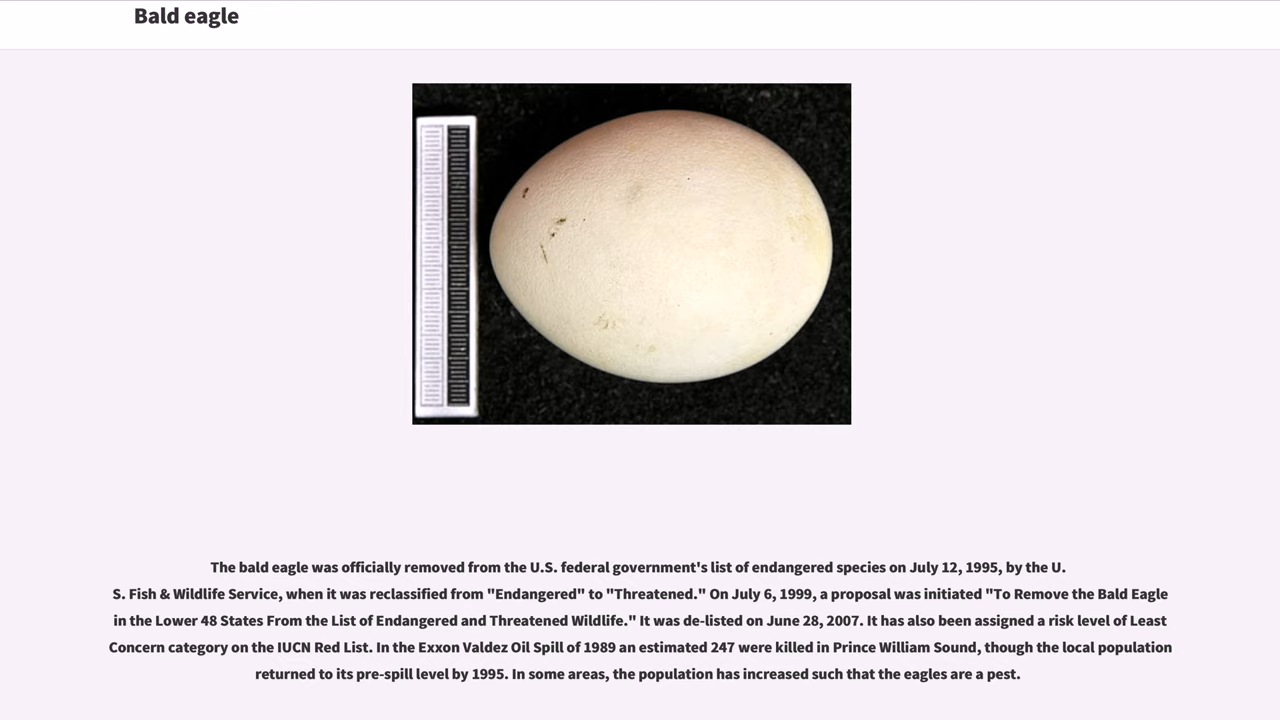 Bald eagle
The bald eagle was officially removed from the U.S. federal government's list of endangered species on July 12, 1995, by the U.
S. Fish & Wildlife Service, when it was reclassified from "Endangered" to "Threatened." On July 6, 1999, a proposal was initiated "To Remove the Bald Eagle
in the Lower 48 States From the List of Endangered and Threatened Wildlife." It was de-listed on June 28, 2007. It has also been assigned a risk level of Least
Concern category on the IUCN Red List. In the Exxon Valdez Oil Spill of 1989 an estimated 247 were killed in Prince William Sound, though the local population
returned to its pre-spill level by 1995. In some areas, the population has increased such that the eagles are a pest.